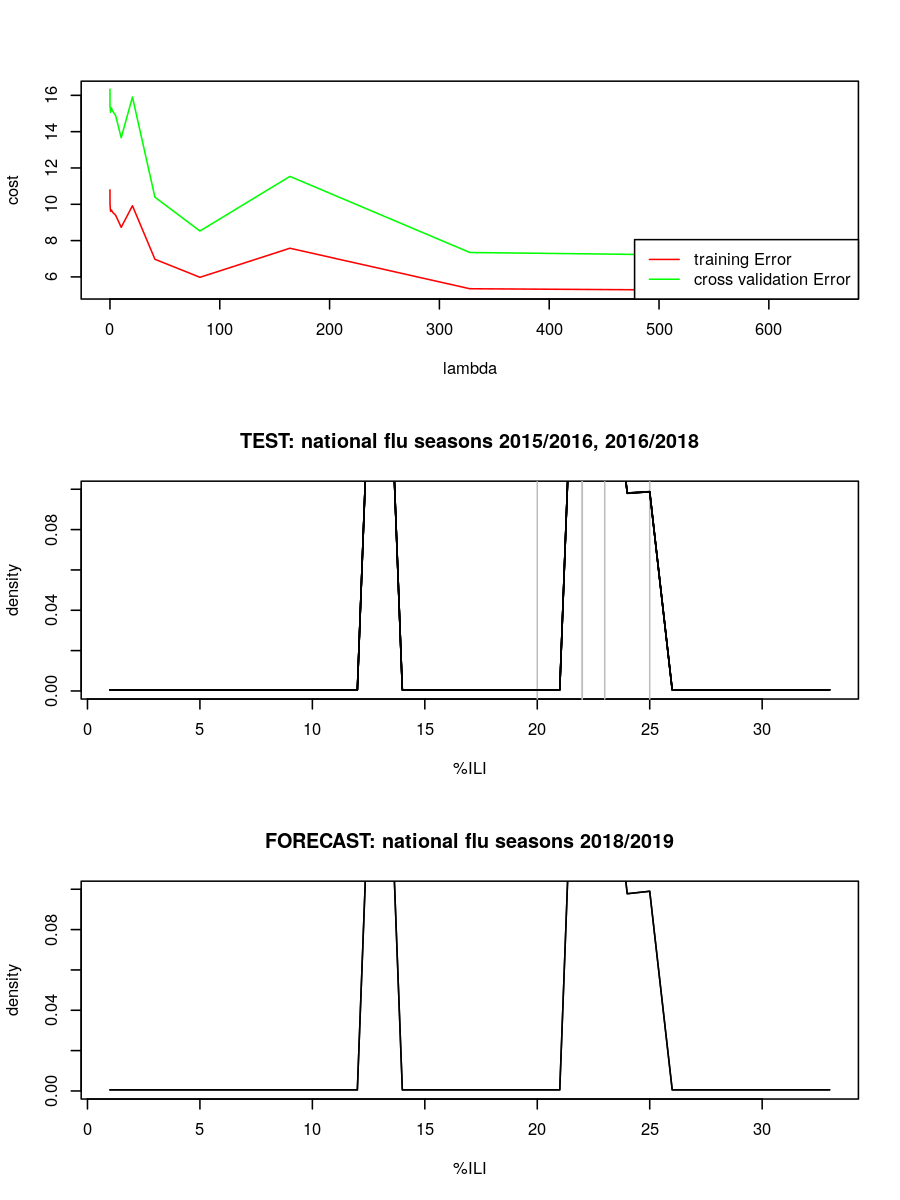 16
14
12
10
8
6
cost
training Error
cross validation Error
0 100 200 300 400 500 600
lambda
TEST: national flu seasons 2015/2016, 2016/2018
0.08
0.04
0.00
density
0 5 10 15 20 25 30
%ILI
FORECAST: national flu seasons 2018/2019
0.08
0.04
0.00
density
0 5 10 15 20 25 30
%ILI